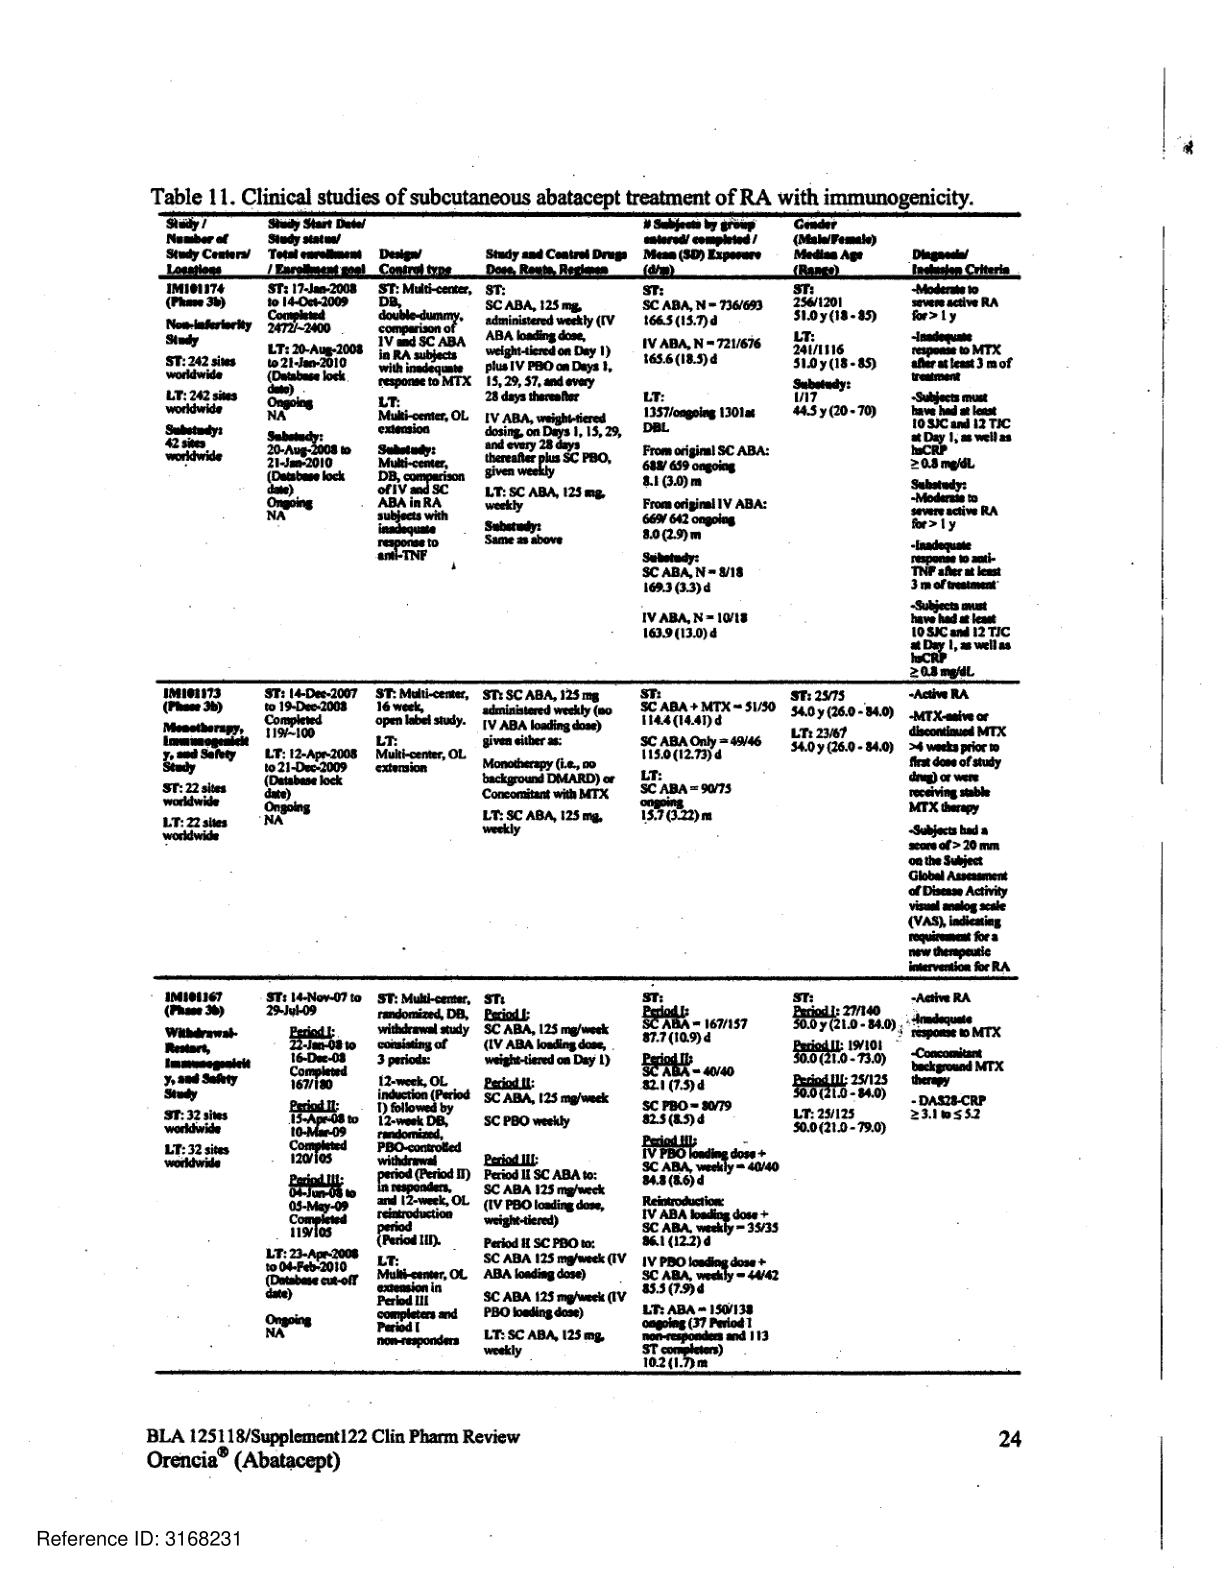 Table 11. Clinical studies of subcutaneous abatacept treatment of RA with immunogenicity.
Study /
Number of
Study Centers/
Locations
Study Start Date/
Study status/
Total enrollment
/ Enrollment goal
Design/
Control type
Study and Control Drugs
Dose, Route, Regimen
# Subjects by group
entered/ completed /
Mean (SD) Exposure
(d/m)
Gender
(Male/Female)
Median Age
(Range)
Diagnosis/
Inclusion Criteria
IM101174
(Phase 3b)
Non-inferiority
Study
ST: 242 sites
worldwide
LT: 242 sites
worldwide
Substudy:
42 sites
worldwide
ST: 17-Jan-2008
to 14-Oct-2009
Completed
2472/~2400
LT: 20-Aug-2008
to 21-Jan-2010
(Database lock
date)
Ongoing
NA
Substudy:
20-Aug-2008 to
21-Jan-2010
(Database lock
date)
Ongoing
NA
ST: Multi-center,
DB,
double-dummy,
comparison of
IV and SC ABA
in RA subjects
with inadequate
response to MTX
LT:
Multi-center, OL
extension
Substudy:
Multi-center,
DB, comparison
of IV and SC
ABA in RA
subjects with
inadequate
response to
anti-TNF
ST:
SC ABA, 125 mg,
administered weekly (IV
ABA loading dose,
weight-tiered on Day 1)
plus IV PBO on Days 1,
15, 29, 57, and every
28 days thereafter
IV ABA, weight-tiered
dosing, on Days 1, 15, 29,
and every 28 days
thereafter plus SC PBO,
given weekly
LT: SC ABA, 125 mg,
weekly
Substudy:
Same as above
ST:
SC ABA, N = 736/693
166.5 (15.7) d
IV ABA, N = 721/676
165.6 (18.5) d
LT:
1357/ongoing 1301at
DBL
From original SC ABA:
688/ 659 ongoing
8.1 (3.0) m
From original IV ABA:
669/ 642 ongoing
8.0 (2.9) m
Substudy:
SC ABA, N = 8/18
169.3 (3.3) d
IV ABA, N = 10/18
163.9 (13.0) d
ST:
256/1201
51.0 y (18 - 85)
LT:
241/1116
51.0 y (18 - 85)
Substudy:
1/17
44.5 y (20 - 70)
-Moderate to
severe active RA
for > 1 y
-Inadequate
response to MTX
after at least 3 m of
treatment
-Subjects must
have had at least
10 SJC and 12 TJC
at Day 1, as well as
hsCRP
≥ 0.8 mg/dL
Substudy:
-Moderate to
severe active RA
for > 1 y
-Inadequate
response to anti-
TNF after at least
3 m of treatment
-Subjects must
have had at least
10 SJC and 12 TJC
at Day 1, as well as
hsCRP
≥ 0.8 mg/dL
IM101173
(Phase 3b)
Monotherapy,
Immunogenicit
y, and Safety
Study
ST: 22 sites
worldwide
LT: 22 sites
worldwide
ST: 14-Dec-2007
to 19-Dec-2008
Completed
119/~100
LT: 12-Apr-2008
to 21-Dec-2009
(Database lock
date)
Ongoing
NA
ST: Multi-center,
16 week,
open label study.
LT:
Multi-center, OL
extension
ST: SC ABA, 125 mg
administered weekly (no
IV ABA loading dose)
given either as:
Monotherapy (i.e., no
background DMARD) or
Concomitant with MTX
LT: SC ABA, 125 mg,
weekly
ST:
SC ABA + MTX = 51/50
114.4 (14.41) d
SC ABA Only = 49/46
115.0 (12.73) d
LT:
SC ABA = 90/75
ongoing
15.7 (3.22) m
ST: 25/75
54.0 y (26.0 - 84.0)
LT: 23/67
54.0 y (26.0 - 84.0)
-Active RA
-MTX-naive or
discontinued MTX
>4 weeks prior to
first dose of study
drug) or were
receiving stable
MTX therapy
-Subjects had a
score of > 20 mm
on the Subject
Global Assessment
of Disease Activity
visual analog scale
(VAS), indicating
requirement for a
new therapeutic
intervention for RA
IM101167
(Phase 3b)
Withdrawal-
Restart,
Immunogenicit
y, and Safety
Study
ST: 32 sites
worldwide
LT: 32 sites
worldwide
ST: 14-Nov-07 to
29-Jul-09
Period I:
22-Jan-08 to
16-Dec-08
Completed
167/180
Period II:
15-Apr-08 to
10-Mar-09
Completed
120/105
Period III:
04-Jun-08 to
05-May-09
Completed
119/105
LT: 23-Apr-2008
to 04-Feb-2010
(Database cut-off
date)
Ongoing
NA
ST: Multi-center,
randomized, DB,
withdrawal study
consisting of
3 periods:
12-week, OL
induction (Period
I) followed by
12-week DB,
randomized,
PBO-controlled
withdrawal
period (Period II)
in responders,
and 12-week, OL
reintroduction
period
(Period III).
LT:
Multi-center, OL
extension in
Period III
completers and
Period I
non-responders
ST:
Period I:
SC ABA, 125 mg/week
(IV ABA loading dose,
weight-tiered on Day 1)
Period II:
SC ABA, 125 mg/week
SC PBO weekly
Period III:
Period II SC ABA to:
SC ABA 125 mg/week
(IV PBO loading dose,
weight-tiered)
Period II SC PBO to:
SC ABA 125 mg/week (IV
ABA loading dose)
SC ABA 125 mg/week (IV
PBO loading dose)
LT: SC ABA, 125 mg,
weekly
ST:
Period I:
SC ABA = 167/157
87.7 (10.9) d
Period II:
SC ABA = 40/40
82.1 (7.5) d
SC PBO = 80/79
82.5 (8.5) d
Period III:
IV PBO loading dose +
SC ABA, weekly = 40/40
84.8 (8.6) d
Reintroduction:
IV ABA loading dose +
SC ABA, weekly = 35/35
86.1 (12.2) d
IV PBO loading dose +
SC ABA, weekly = 44/42
85.5 (7.9) d
LT: ABA = 150/138
ongoing (37 Period I
non-responders and 113
ST completers)
10.2 (1.7) m
ST:
Period I: 27/140
50.0 y (21.0 - 84.0)
Period II: 19/101
50.0 (21.0 - 73.0)
Period III: 25/125
50.0 (21.0 - 84.0)
LT: 25/125
50.0 (21.0 - 79.0)
-Active RA
-Inadequate
response to MTX
-Concomitant
background MTX
therapy
- DAS28-CRP
≥ 3.1 to ≤ 5.2
BLA 125118/Supplement122 Clin Pharm Review
Orencia® (Abatacept)
24
Reference ID: 3168231